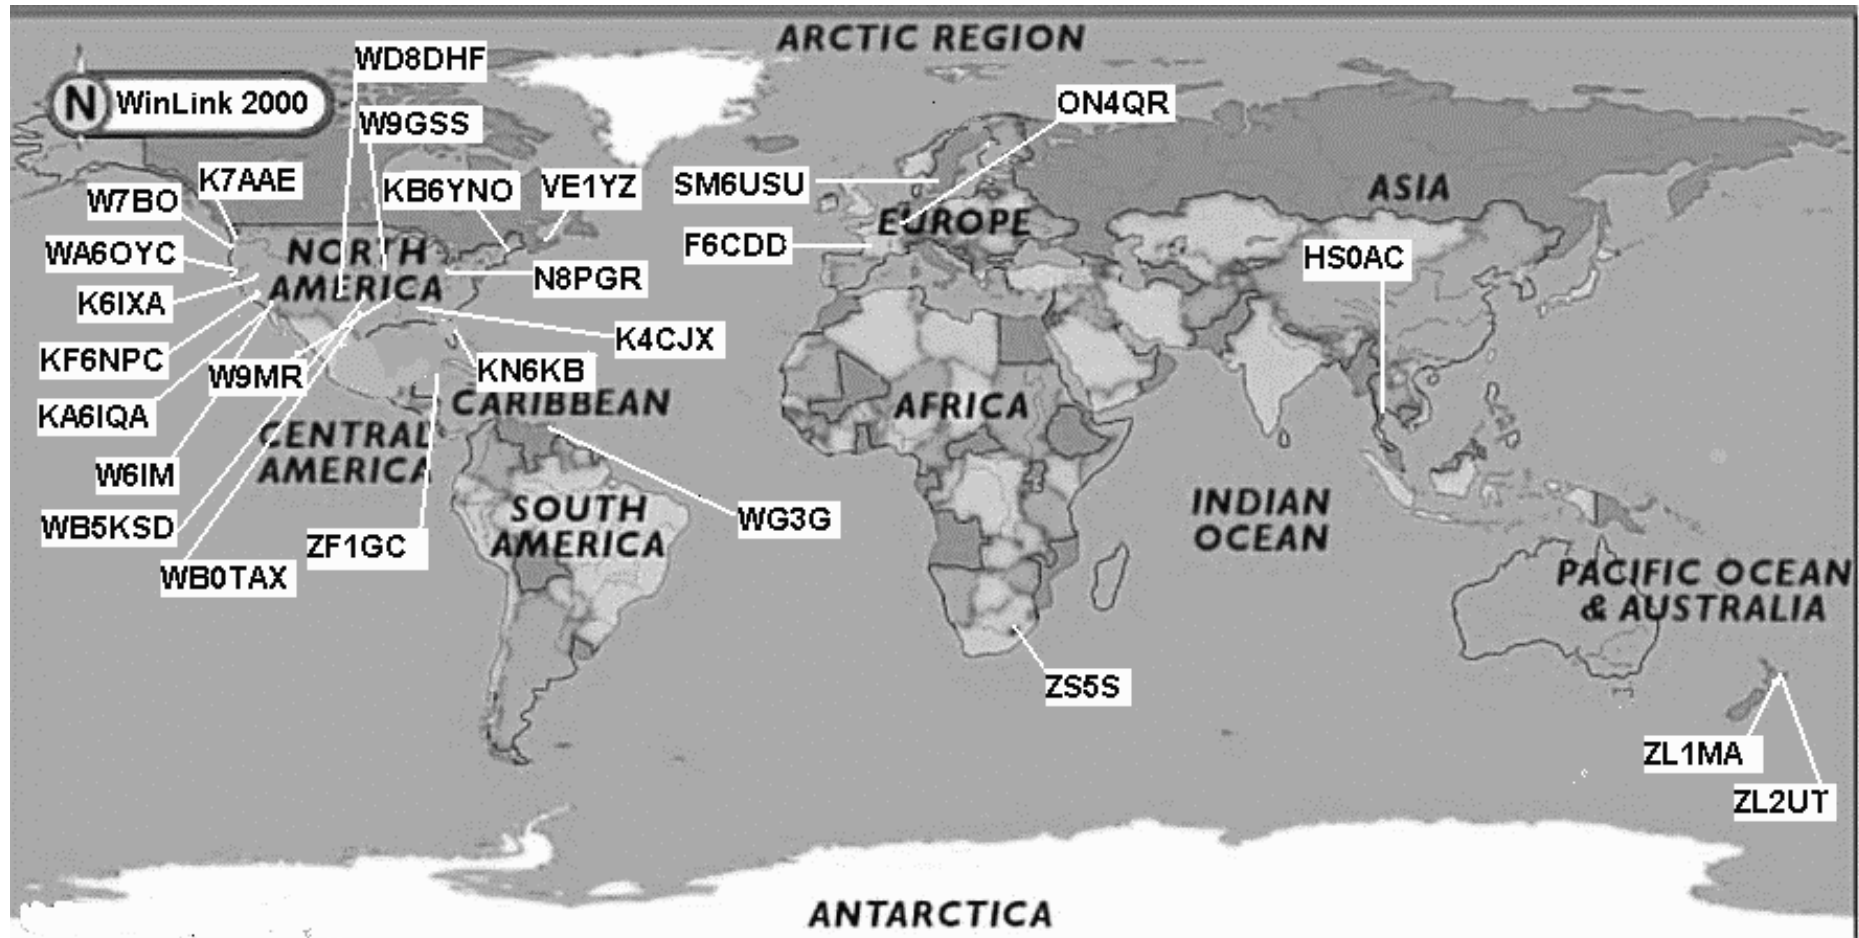 ARCTIC REGION
WD8DHF
N WinLink 2000
ON4QR
W9GSS
K7AAE
KB6YNO
VE1YZ
SM6USU
ASIA
W7BO
EUROPE
F6CDD
WA6OYC
NORTH
AMERICA
HS0AC
N8PGR
K6IXA
K4CJX
KF6NPC
W9MR
KN6KB
CARIBBEAN
AFRICA
KA6IQA
CENTRAL
AMERICA
W6IM
INDIAN
OCEAN
SOUTH
AMERICA
WG3G
WB5KSD
ZF1GC
WB0TAX
PACIFIC OCEAN
& AUSTRALIA
ZS5S
ZL1MA
ZL2UT
ANTARCTICA